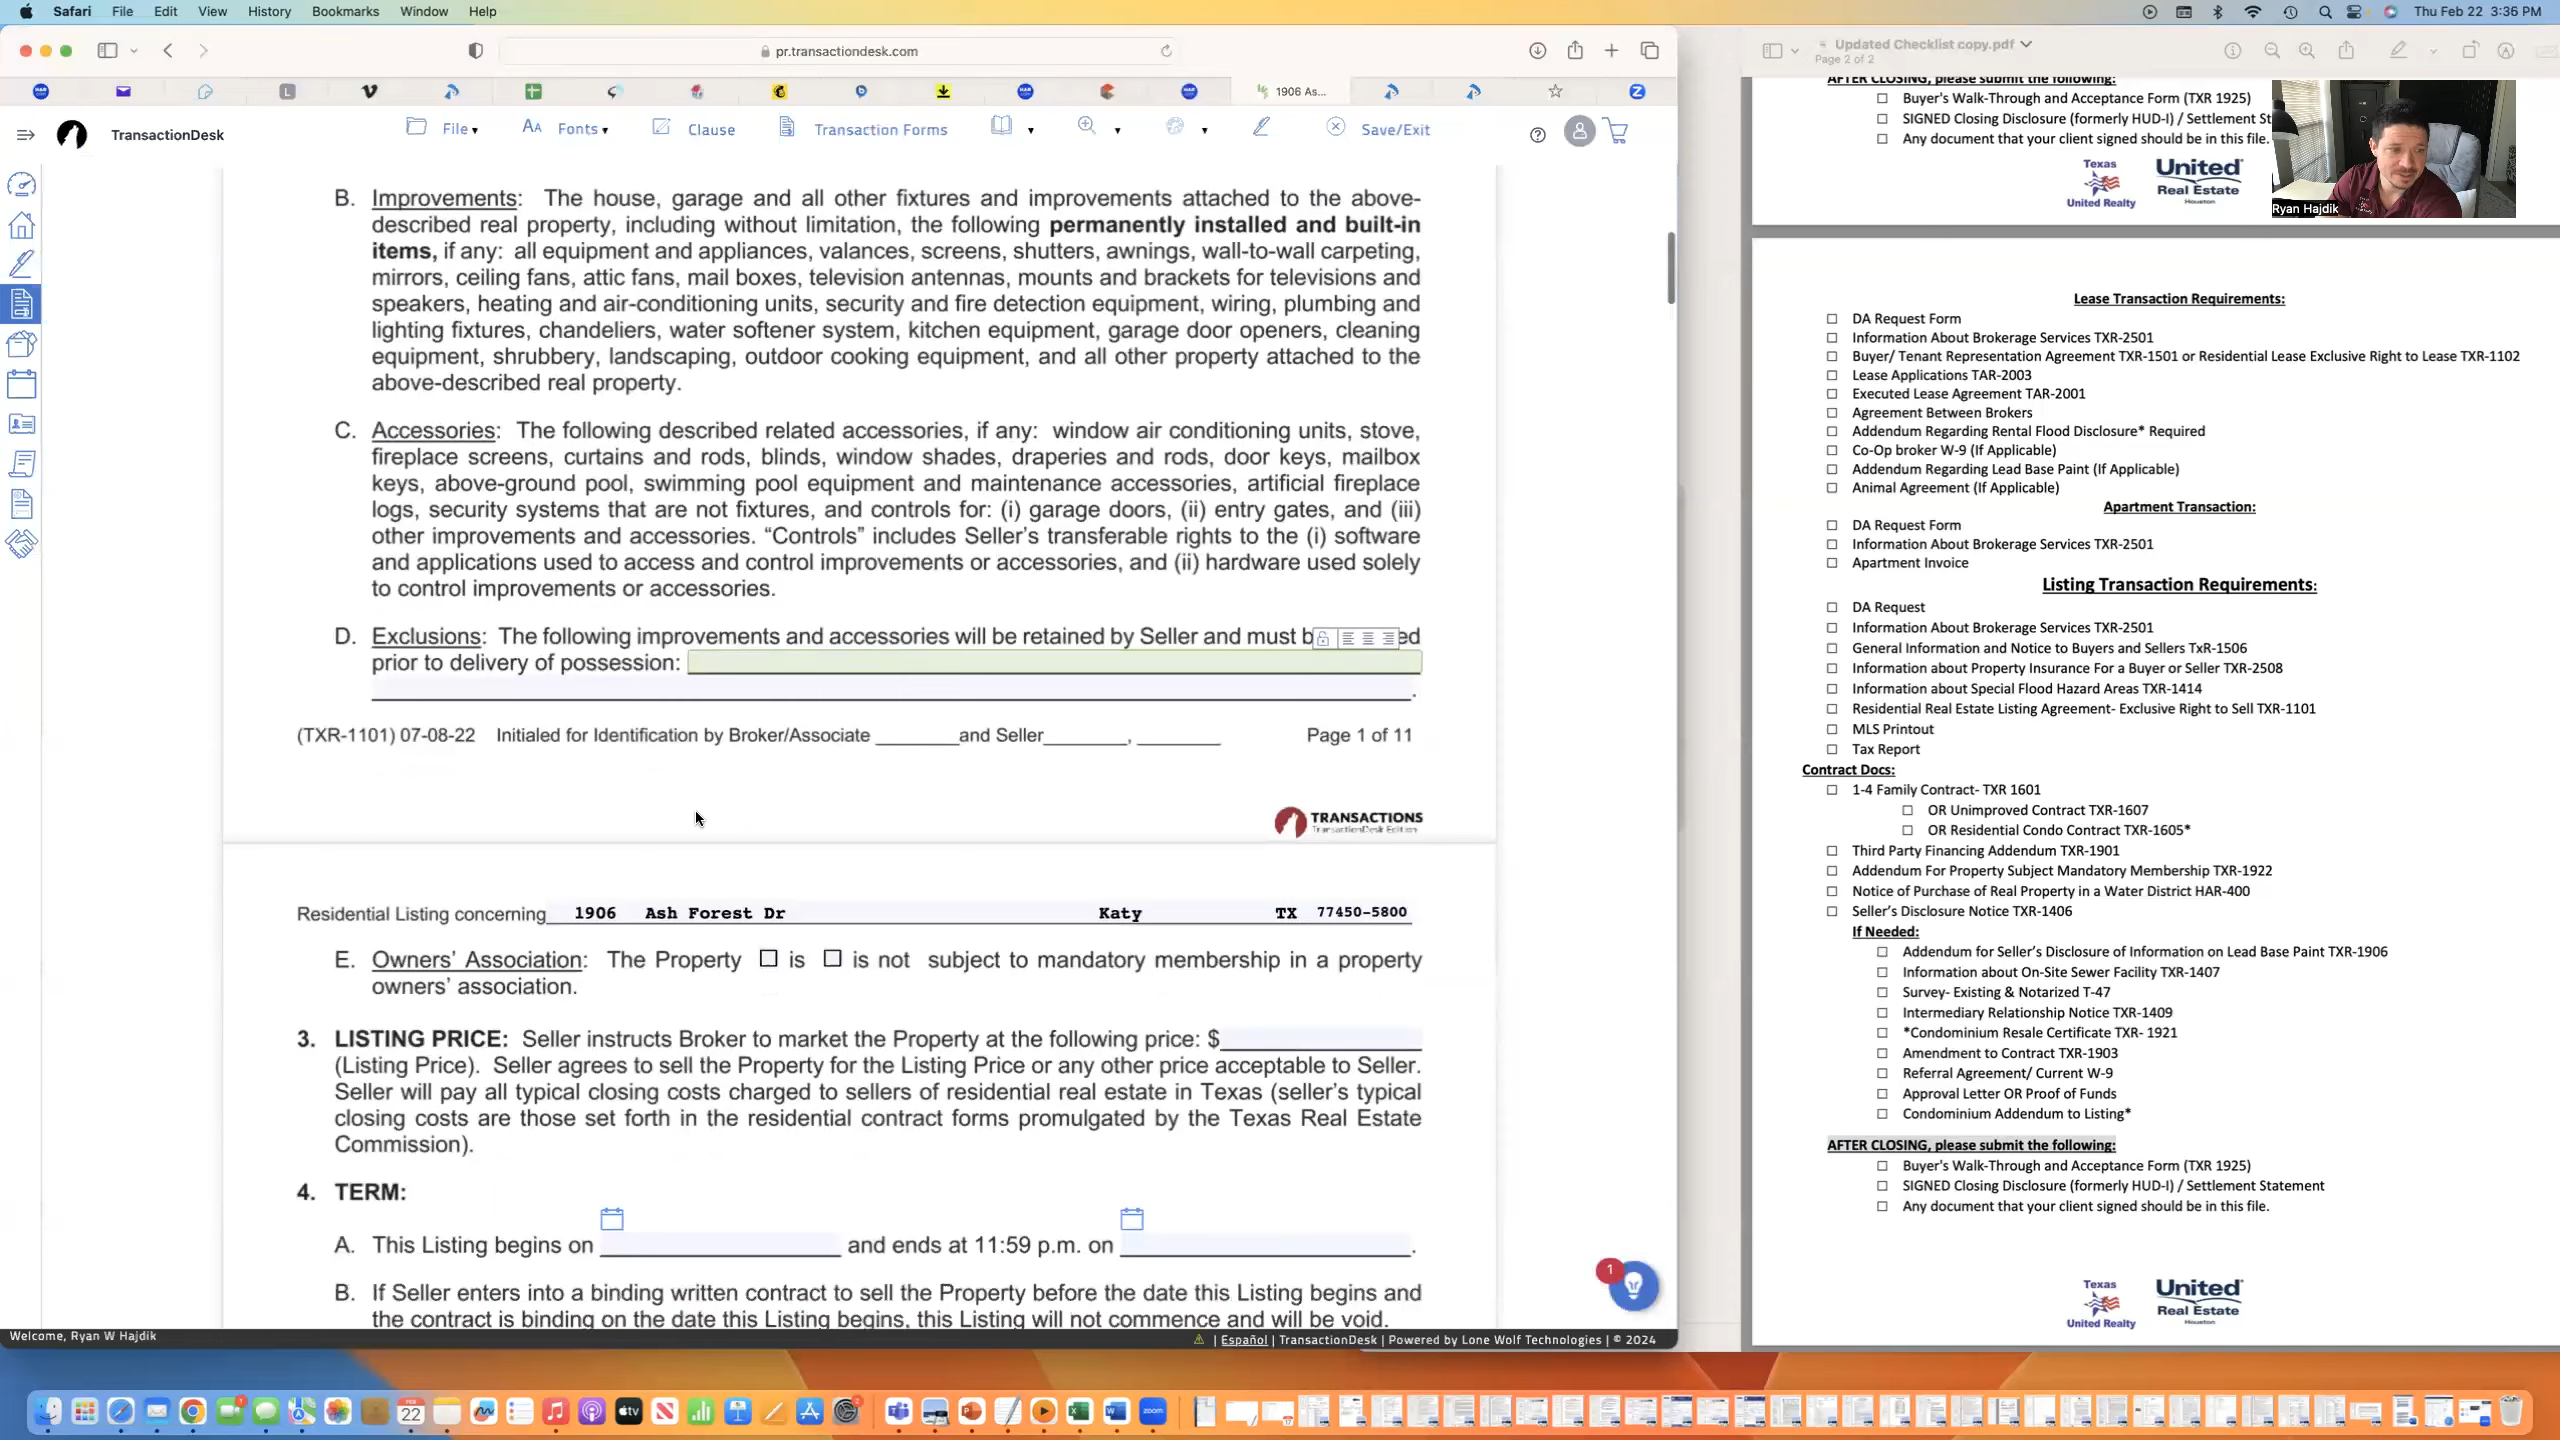 Safari File Edit View History Bookmarks Window Help
Thu Feb 22 3:36 PM
pr.transactiondesk.com
1906 As...
TransactionDesk
File Fonts Clause Transaction Forms Save/Exit
B. Improvements: The house, garage and all other fixtures and improvements attached to the above-
described real property, including without limitation, the following permanently installed and built-in
items, if any: all equipment and appliances, valances, screens, shutters, awnings, wall-to-wall carpeting,
mirrors, ceiling fans, attic fans, mail boxes, television antennas, mounts and brackets for televisions and
speakers, heating and air-conditioning units, security and fire detection equipment, wiring, plumbing and
lighting fixtures, chandeliers, water softener system, kitchen equipment, garage door openers, cleaning
equipment, shrubbery, landscaping, outdoor cooking equipment, and all other property attached to the
above-described real property.
C. Accessories: The following described related accessories, if any: window air conditioning units, stove,
fireplace screens, curtains and rods, blinds, window shades, draperies and rods, door keys, mailbox
keys, above-ground pool, swimming pool equipment and maintenance accessories, artificial fireplace
logs, security systems that are not fixtures, and controls for: (i) garage doors, (ii) entry gates, and (iii)
other improvements and accessories. “Controls” includes Seller’s transferable rights to the (i) software
and applications used to access and control improvements or accessories, and (ii) hardware used solely
to control improvements or accessories.
D. Exclusions: The following improvements and accessories will be retained by Seller and must b ed
prior to delivery of possession:
.
(TXR-1101) 07-08-22 Initialed for Identification by Broker/Associate ________and Seller________, ________ Page 1 of 11
TRANSACTIONS
TransactionDesk Edition
Residential Listing concerning 1906 Ash Forest Dr Katy TX 77450-5800
E. Owners’ Association: The Property ☐ is ☐ is not subject to mandatory membership in a property
owners’ association.
3. LISTING PRICE: Seller instructs Broker to market the Property at the following price: $
(Listing Price). Seller agrees to sell the Property for the Listing Price or any other price acceptable to Seller.
Seller will pay all typical closing costs charged to sellers of residential real estate in Texas (seller’s typical
closing costs are those set forth in the residential contract forms promulgated by the Texas Real Estate
Commission).
4. TERM:
A. This Listing begins on ________ and ends at 11:59 p.m. on ________.
B. If Seller enters into a binding written contract to sell the Property before the date this Listing begins and
the contract is binding on the date this Listing begins, this Listing will not commence and will be void.
1
Welcome, Ryan W Hajdik
| Español | TransactionDesk | Powered by Lone Wolf Technologies | © 2024
Updated Checklist copy.pdf
Page 2 of 2
AFTER CLOSING, please submit the following:
☐ Buyer's Walk-Through and Acceptance Form (TXR 1925)
☐ SIGNED Closing Disclosure (formerly HUD-I) / Settlement St
☐ Any document that your client signed should be in this file.
Texas
United Realty
United
Real Estate
Houston
Ryan Hajdik
Lease Transaction Requirements:
☐ DA Request Form
☐ Information About Brokerage Services TXR-2501
☐ Buyer/ Tenant Representation Agreement TXR-1501 or Residential Lease Exclusive Right to Lease TXR-1102
☐ Lease Applications TAR-2003
☐ Executed Lease Agreement TAR-2001
☐ Agreement Between Brokers
☐ Addendum Regarding Rental Flood Disclosure* Required
☐ Co-Op broker W-9 (If Applicable)
☐ Addendum Regarding Lead Base Paint (If Applicable)
☐ Animal Agreement (If Applicable)
Apartment Transaction:
☐ DA Request Form
☐ Information About Brokerage Services TXR-2501
☐ Apartment Invoice
Listing Transaction Requirements:
☐ DA Request
☐ Information About Brokerage Services TXR-2501
☐ General Information and Notice to Buyers and Sellers TxR-1506
☐ Information about Property Insurance For a Buyer or Seller TXR-2508
☐ Information about Special Flood Hazard Areas TXR-1414
☐ Residential Real Estate Listing Agreement- Exclusive Right to Sell TXR-1101
☐ MLS Printout
☐ Tax Report
Contract Docs:
☐ 1-4 Family Contract- TXR 1601
☐ OR Unimproved Contract TXR-1607
☐ OR Residential Condo Contract TXR-1605*
☐ Third Party Financing Addendum TXR-1901
☐ Addendum For Property Subject Mandatory Membership TXR-1922
☐ Notice of Purchase of Real Property in a Water District HAR-400
☐ Seller’s Disclosure Notice TXR-1406
If Needed:
☐ Addendum for Seller’s Disclosure of Information on Lead Base Paint TXR-1906
☐ Information about On-Site Sewer Facility TXR-1407
☐ Survey- Existing & Notarized T-47
☐ Intermediary Relationship Notice TXR-1409
☐ *Condominium Resale Certificate TXR- 1921
☐ Amendment to Contract TXR-1903
☐ Referral Agreement/ Current W-9
☐ Approval Letter OR Proof of Funds
☐ Condominium Addendum to Listing*
AFTER CLOSING, please submit the following:
☐ Buyer's Walk-Through and Acceptance Form (TXR 1925)
☐ SIGNED Closing Disclosure (formerly HUD-I) / Settlement Statement
☐ Any document that your client signed should be in this file.
Texas
United Realty
United
Real Estate
Houston